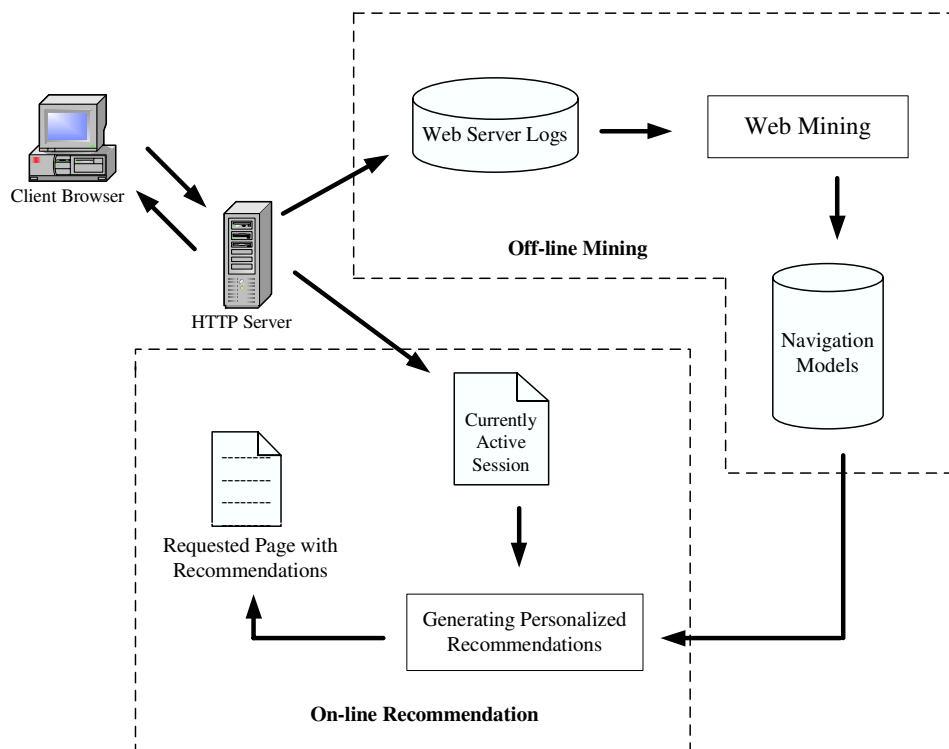 Web Server Logs
Web Mining
Client Browser
Off-line Mining
HTTP Server
Navigation
Models
Currently
Active
Session
Requested Page with
Recommendations
Generating Personalized
Recommendations
On-line Recommendation